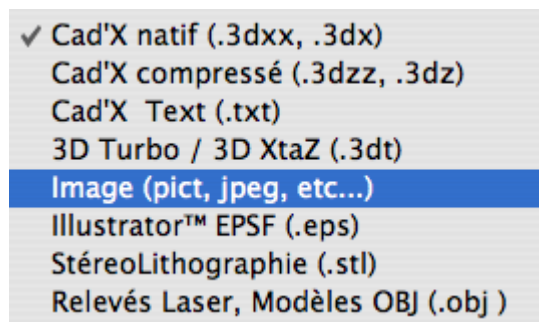 ✓ Cad'X natif (.3dxx, .3dx)
Cad'X compressé (.3dzz, .3dz)
Cad'X  Text (.txt)
3D Turbo / 3D XtaZ (.3dt)
Image (pict, jpeg, etc...)
Illustrator™ EPSF (.eps)
StéreoLithographie (.stl)
Relevés Laser, Modèles OBJ (.obj )